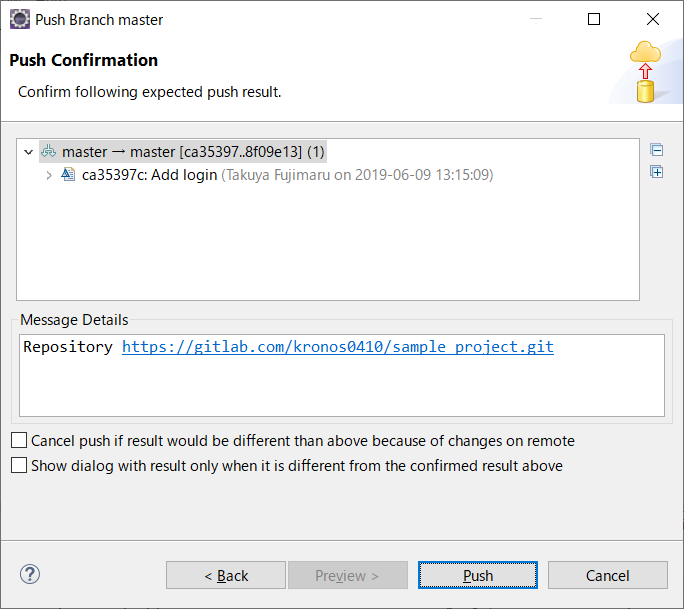 Push Branch master
Push Confirmation
Confirm following expected push result.
master → master [ca35397..8f09e13] (1)
ca35397c: Add login (Takuya Fujimaru on 2019-06-09 13:15:09)
Message Details
Repository https://gitlab.com/kronos0410/sample_project.git
Cancel push if result would be different than above because of changes on remote
Show dialog with result only when it is different from the confirmed result above
< Back
Preview >
Push
Cancel